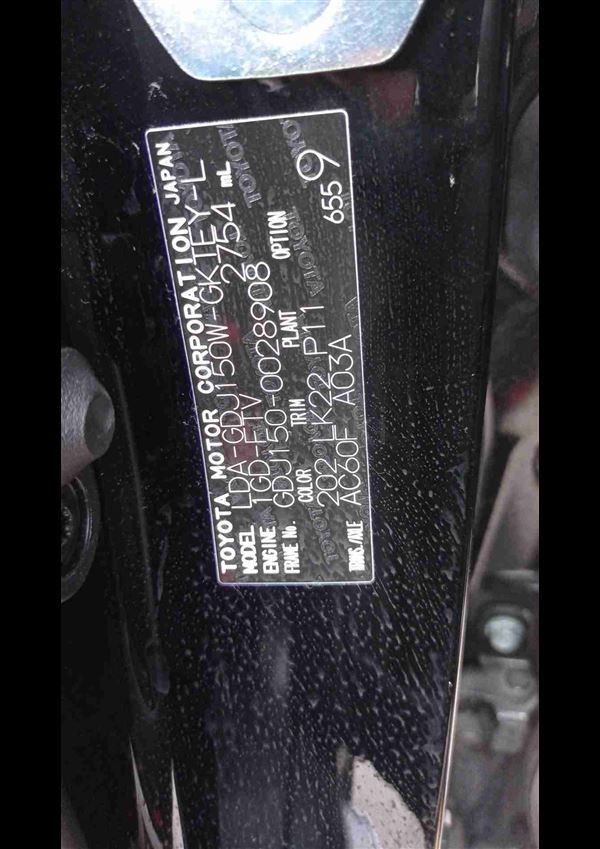 TOYOTA MOTOR CORPORATION JAPAN
MODEL LDA-GDJ150W-GKTEY-L
ENGINE 1GD-FTV 2754 mL
FRAME No. GDJ150-0028908
COLOR TRIM PLANT OPTION
202 LK22 P11
TRANS./AXLE AC60F A03A 6559